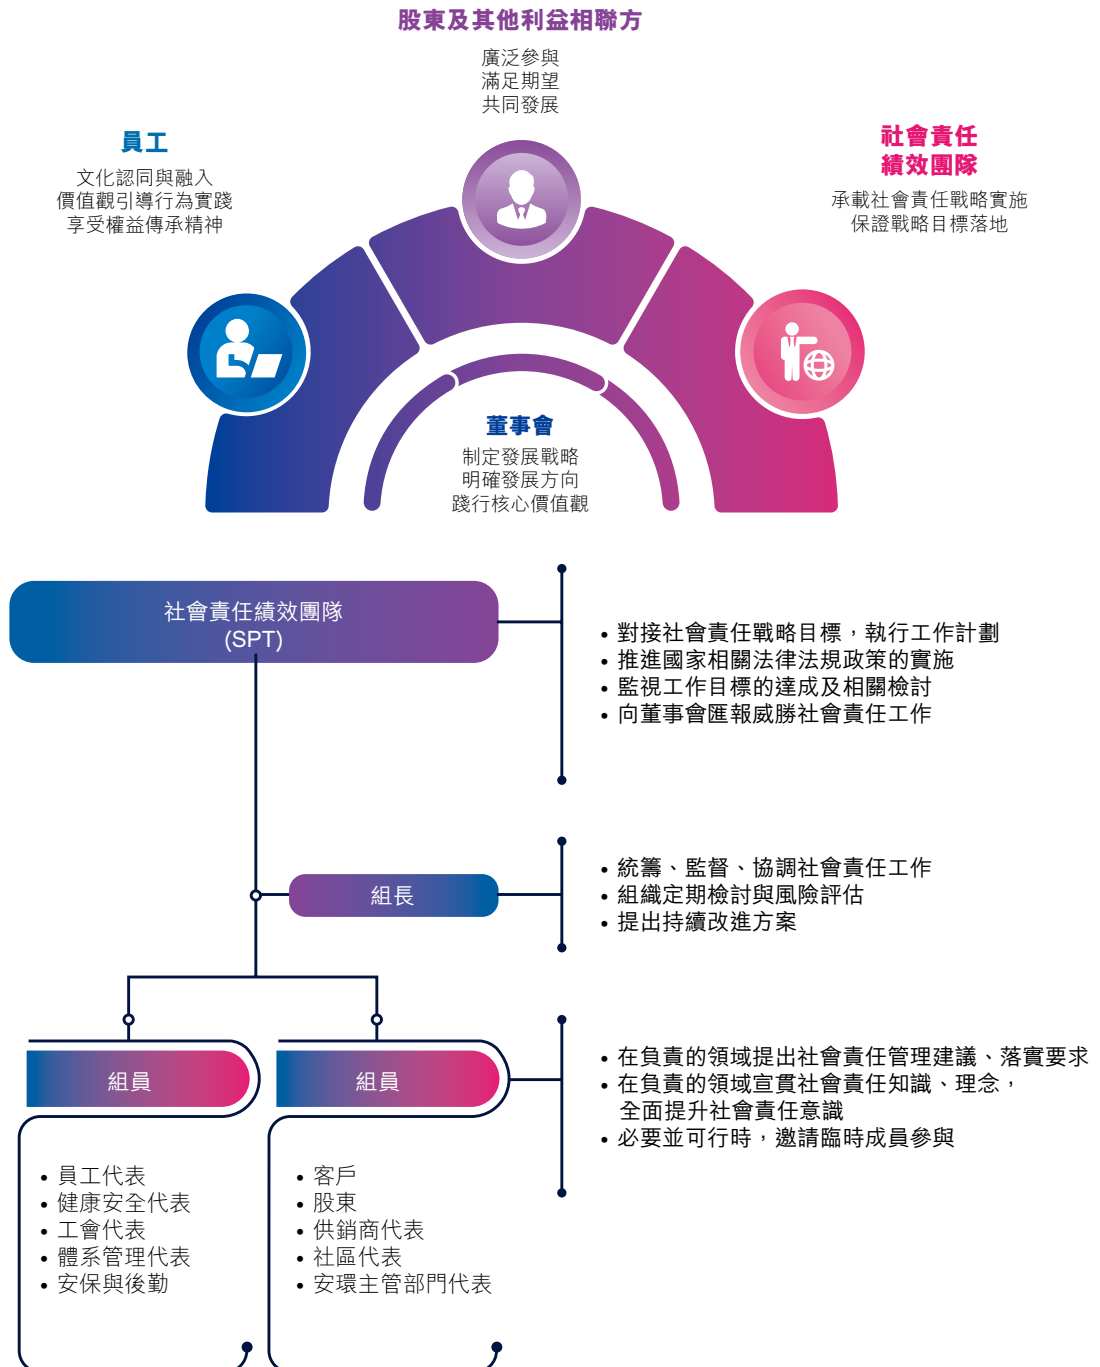 股東及其他利益相聯方
廣泛參與
滿足期望
共同發展
員工
文化認同與融入
價值觀引導行為實踐
享受權益傳承精神
社會責任
績效團隊
承載社會責任戰略實施
保證戰略目標落地
董事會
制定發展戰略
明確發展方向
踐行核心價值觀
社會責任績效團隊
(SPT)
• 對接社會責任戰略目標，執行工作計劃
• 推進國家相關法律法規政策的實施
• 監視工作目標的達成及相關檢討
• 向董事會匯報威勝社會責任工作
組長
• 統籌、監督、協調社會責任工作
• 組織定期檢討與風險評估
• 提出持續改進方案
組員
組員
• 在負責的領域提出社會責任管理建議、落實要求
• 在負責的領域宣貫社會責任知識、理念，
全面提升社會責任意識
• 必要並可行時，邀請臨時成員參與
• 員工代表
• 健康安全代表
• 工會代表
• 體系管理代表
• 安保與後勤
• 客戶
• 股東
• 供銷商代表
• 社區代表
• 安環主管部門代表